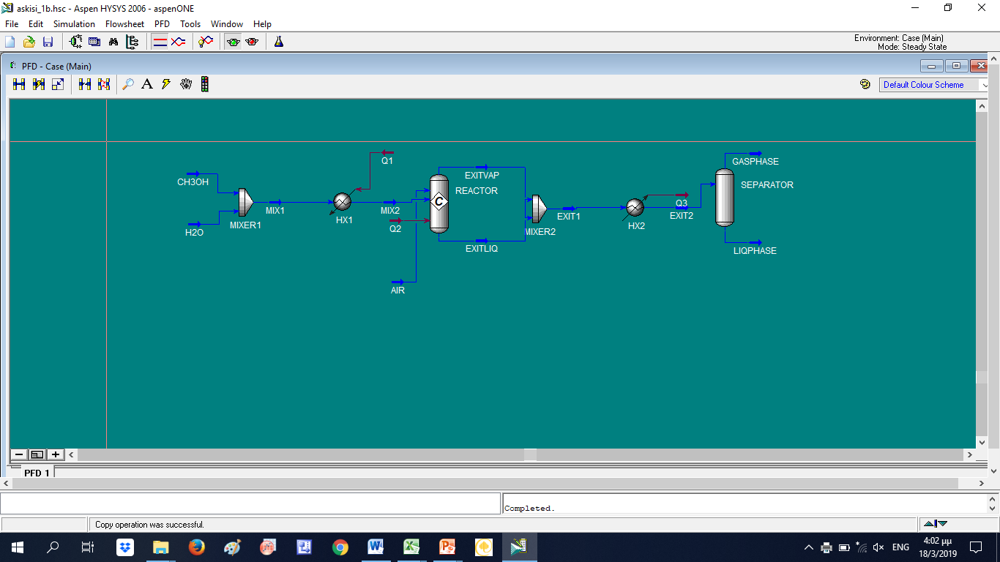 askisi_1b.hsc - Aspen HYSYS 2006 - aspenONE
File Edit Simulation Flowsheet PFD Tools Window Help
Environment: Case (Main)
Mode: Steady State
PFD - Case (Main)
A
Default Colour Scheme
Q1
GASPHASE
CH3OH
EXITVAP
SEPARATOR
REACTOR
C
Q3
MIX1
HX1
MIX2
EXIT1
EXIT2
H2O
MIXER1
Q2
MIXER2
HX2
EXITLIQ
LIQPHASE
AIR
PFD 1
Completed.
Copy operation was successful.
ENG
4:02 μμ
18/3/2019